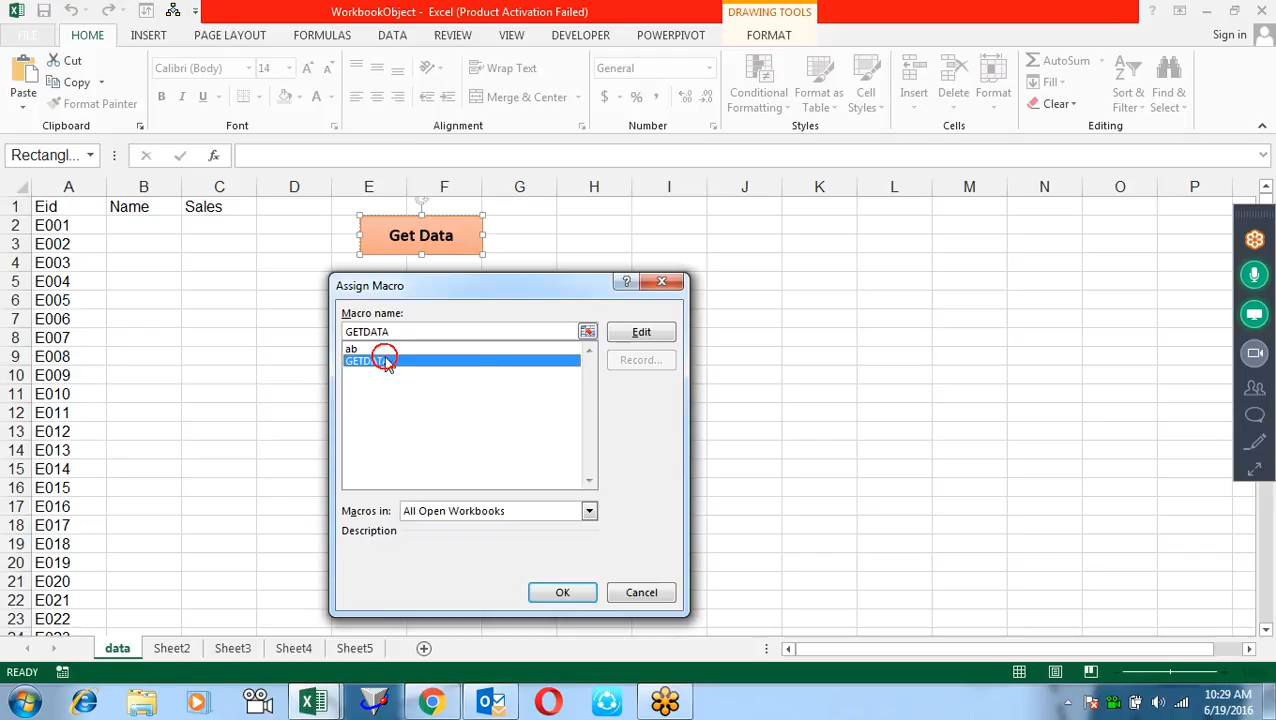 WorkbookObject - Excel (Product Activation Failed)
DRAWING TOOLS
FILE HOME INSERT PAGE LAYOUT FORMULAS DATA REVIEW VIEW DEVELOPER POWERPIVOT FORMAT
Sign in
Paste
Cut
Copy
Format Painter
Clipboard
Calibri (Body) 14
B I U
Font
Wrap Text
Merge & Center
Alignment
General
$ % ,
Number
Conditional
Formatting
Format as
Table
Cell
Styles
Styles
Insert
Delete
Format
Cells
AutoSum
Fill
Clear
Sort &
Filter
Find &
Select
Editing
Rectangl...
fx
A B C D E F G H I J K L M N O P
1 Eid Name Sales
2 E001
3 E002
4 E003
5 E004
6 E005
7 E006
8 E007
9 E008
10 E009
11 E010
12 E011
13 E012
14 E013
15 E014
16 E015
17 E016
18 E017
19 E018
20 E019
21 E020
22 E021
23 E022
24 E023
Get Data
Assign Macro
?
Macro name:
GETDATA
Edit
ab
GETDATA
Record...
Macros in: All Open Workbooks
Description
OK
Cancel
data Sheet2 Sheet3 Sheet4 Sheet5
READY
10:29 AM
6/19/2016